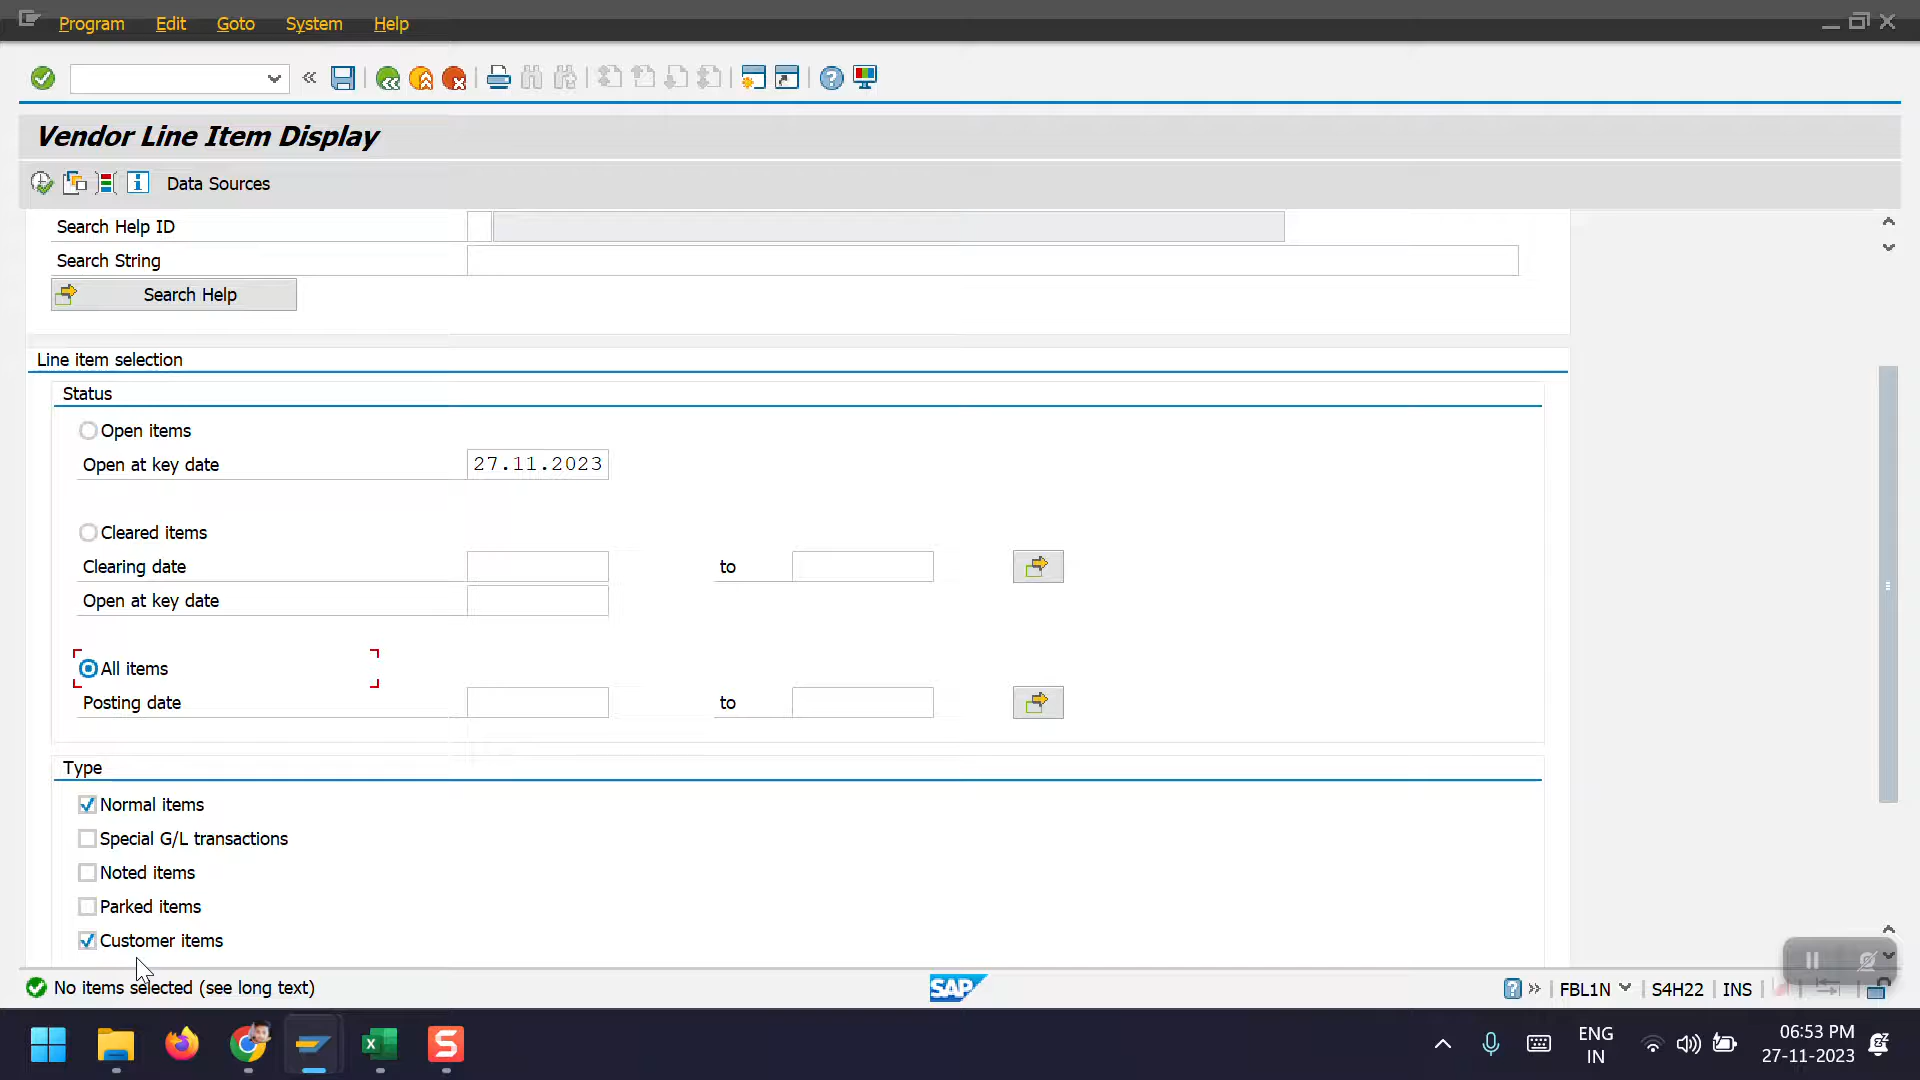 Program Edit Goto System Help
Vendor Line Item Display
Data Sources
Search Help ID
Search String
Search Help
Line item selection
Status
Open items
Open at key date 27.11.2023
Cleared items
Clearing date to
Open at key date
All items
Posting date to
Type
Normal items
Special G/L transactions
Noted items
Parked items
Customer items
No items selected (see long text) SAP FBL1N S4H22 INS
ENG 06:53 PM
IN 27-11-2023